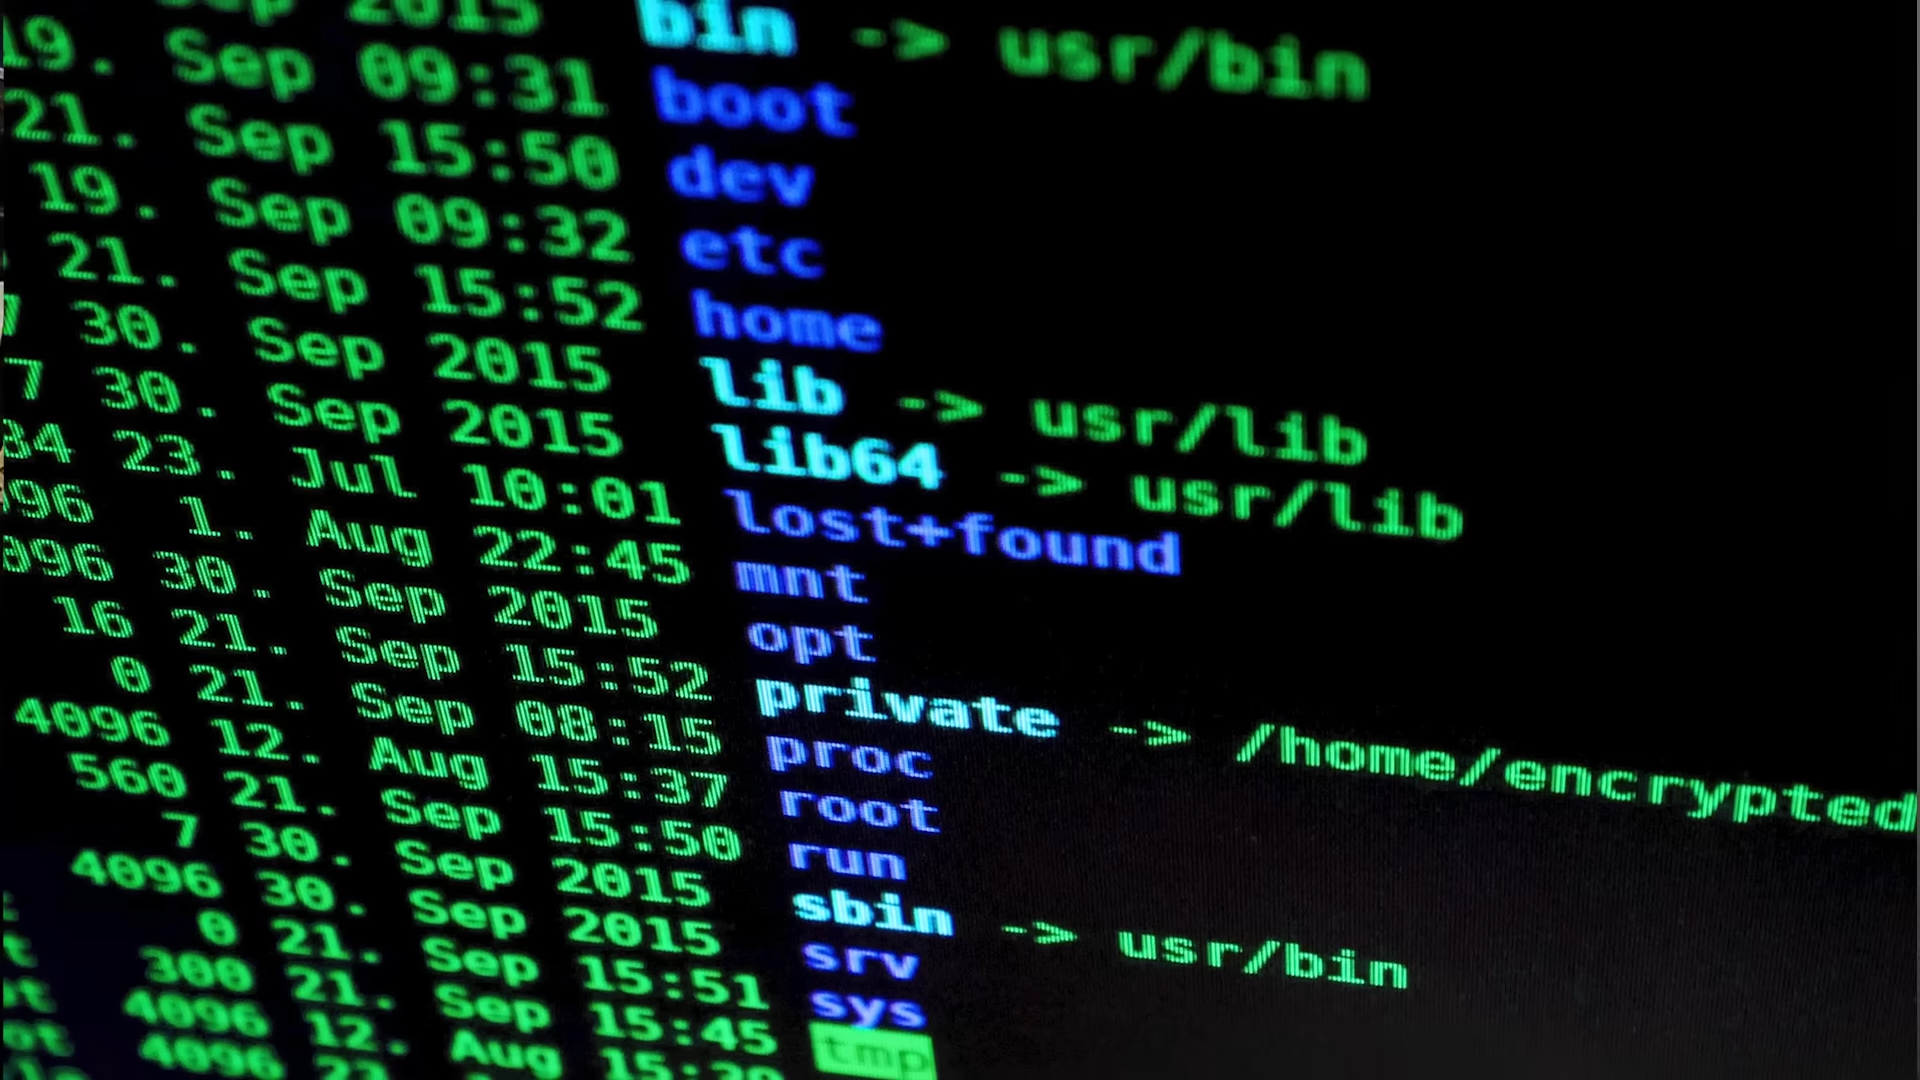 Sep 2015 bin -> usr/bin
19. Sep 09:31 boot
21. Sep 15:50 dev
19. Sep 09:32 etc
21. Sep 15:52 home
7 30. Sep 2015 lib -> usr/lib
7 30. Sep 2015 lib64 -> usr/lib
84 23. Jul 10:01 lost+found
096 1. Aug 22:45 mnt
096 30. Sep 2015 opt
16 21. Sep 15:52 private -> /home/encrypted
0 21. Sep 08:15 proc
4096 12. Aug 15:37 root
560 21. Sep 15:50 run
7 30. Sep 2015 sbin -> usr/bin
4096 30. Sep 2015 srv
0 21. Sep 15:51 sys
300 21. Sep 15:45 tmp
4096 12. Aug
4096